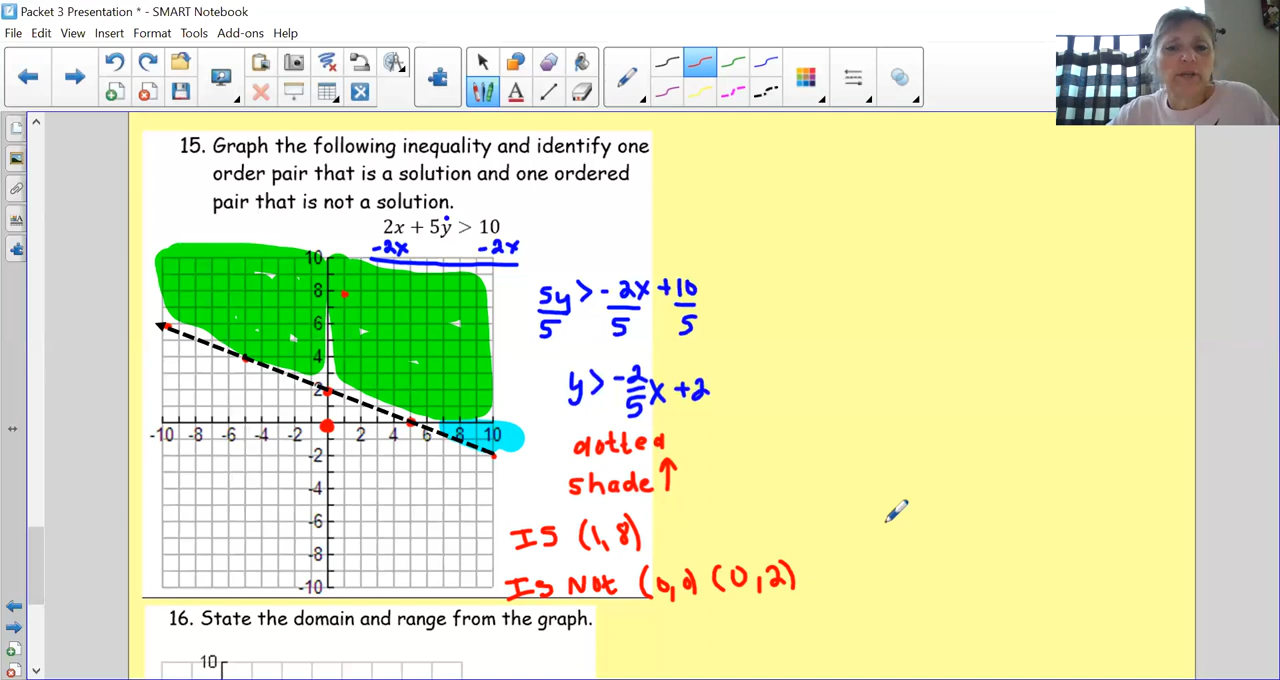 Packet 3 Presentation * - SMART Notebook
File Edit View Insert Format Tools Add-ons Help
15. Graph the following inequality and identify one
order pair that is a solution and one ordered
pair that is not a solution.
2x + 5y > 10
-2x -2x
5y > -2x + 10
5 5 5
y > -2/5x + 2
dotted
shade ↑
IS (1, 8)
Is Not (0, 0) (0, 2)
10
8
6
4
2
-10 -8 -6 -4 -2 2 4 6 8 10
-2
-4
-6
-8
-10
16. State the domain and range from the graph.
10